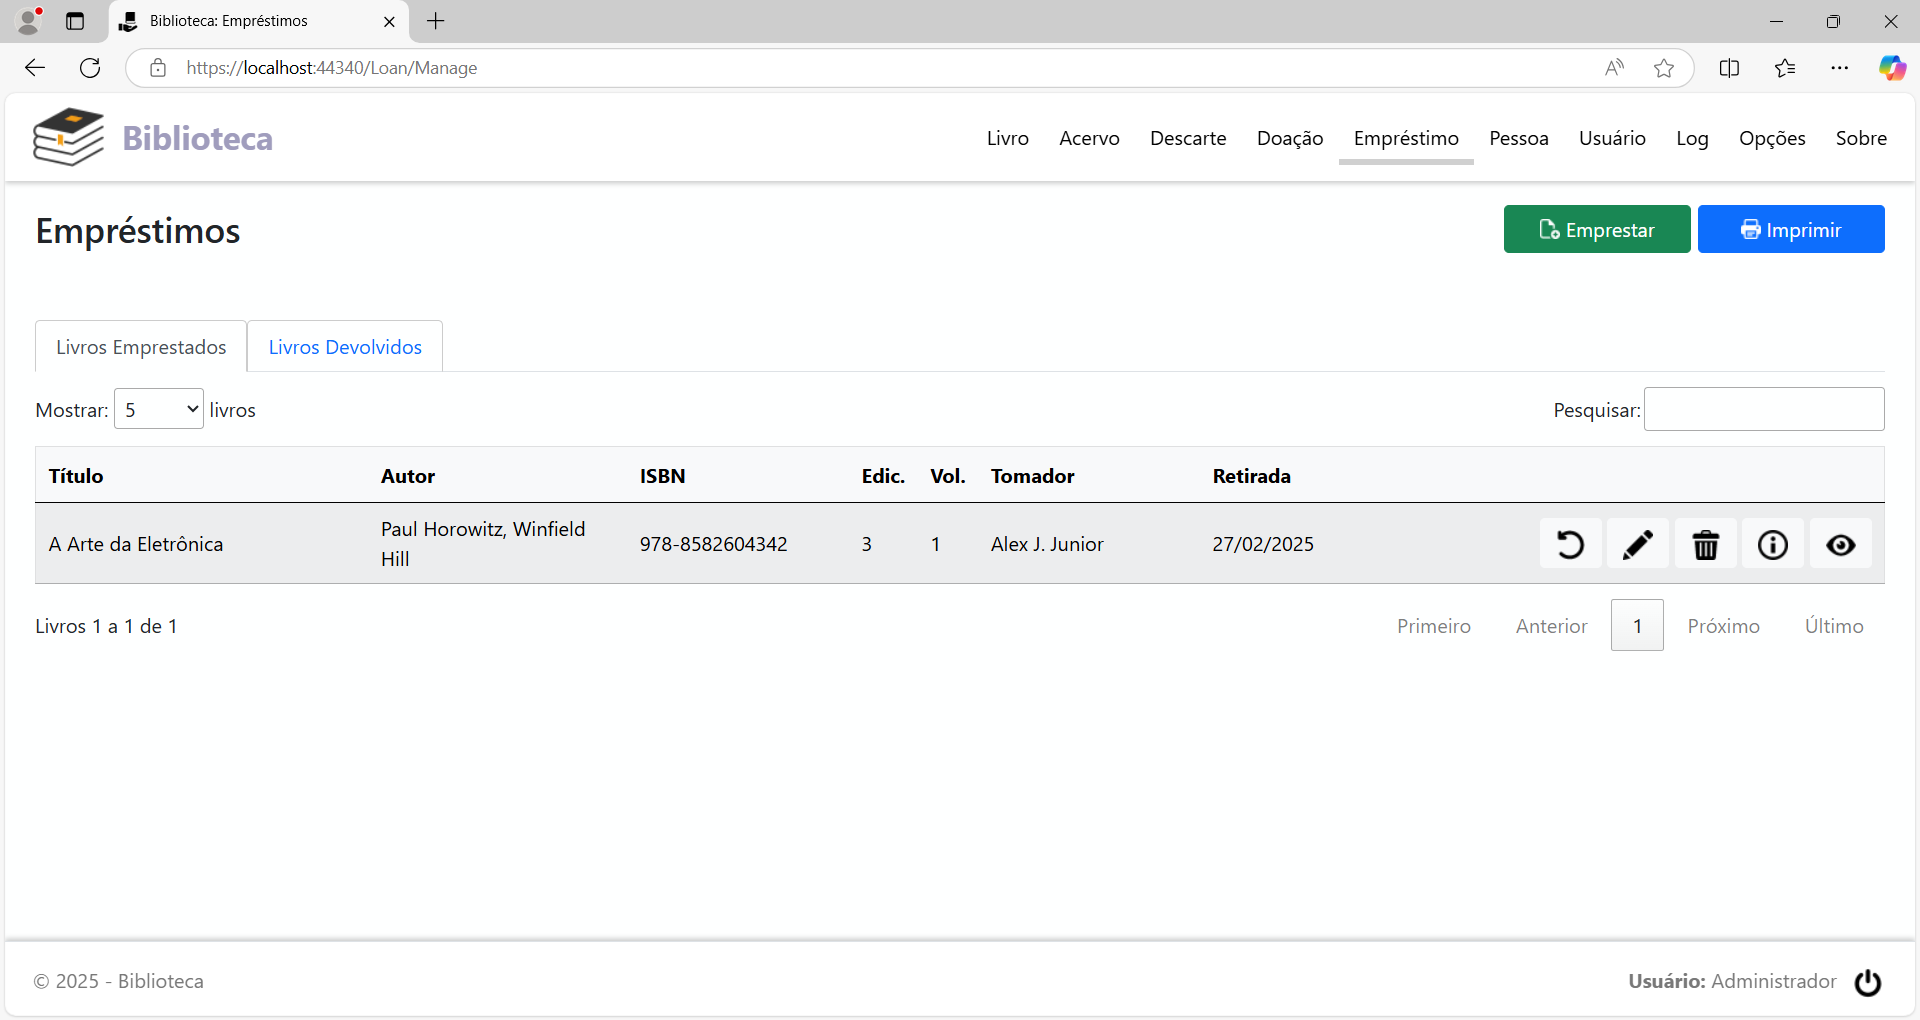 Biblioteca: Empréstimos
https://localhost:44340/Loan/Manage
Biblioteca
Livro Acervo Descarte Doação Empréstimo Pessoa Usuário Log Opções Sobre
Empréstimos
Emprestar Imprimir
Livros Emprestados Livros Devolvidos
Mostrar: 5 livros Pesquisar:
Título Autor ISBN Edic. Vol. Tomador Retirada
A Arte da Eletrônica Paul Horowitz, Winfield Hill 978-8582604342 3 1 Alex J. Junior 27/02/2025
Livros 1 a 1 de 1 Primeiro Anterior 1 Próximo Último
© 2025 - Biblioteca Usuário: Administrador